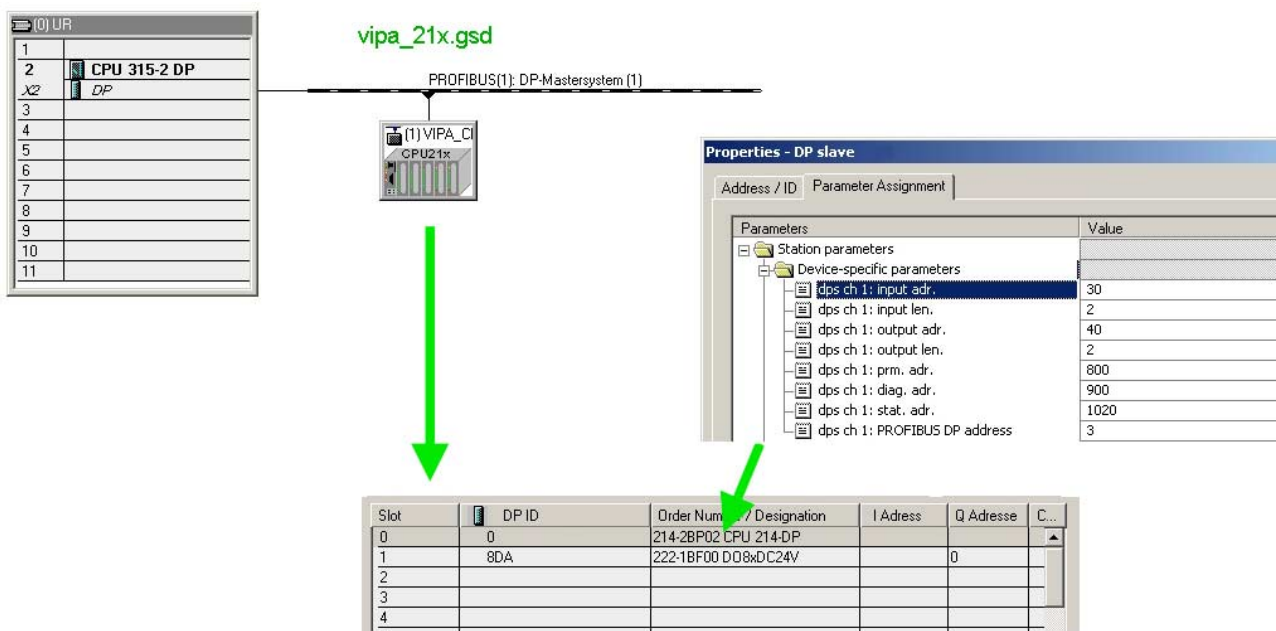 (0) UR
1
2 CPU 315-2 DP
X2 DP
3
4
5
6
7
8
9
10
11
vipa_21x.gsd
PROFIBUS(1): DP-Mastersystem (1)
(1) VIPA_CI
CPU21x
Properties - DP slave
Address / ID Parameter Assignment
Parameters Value
Station parameters
Device-specific parameters
dps ch 1: input adr. 30
dps ch 1: input len. 2
dps ch 1: output adr. 40
dps ch 1: output len. 2
dps ch 1: prm. adr. 800
dps ch 1: diag. adr. 900
dps ch 1: stat. adr. 1020
dps ch 1: PROFIBUS DP address 3
Slot DP ID Order / Designation I Adress Q Adresse C...
0 0 214-2BP02 CPU 214-DP
1 8DA 222-1BF00 DO8xDC24V 0
2
3
4